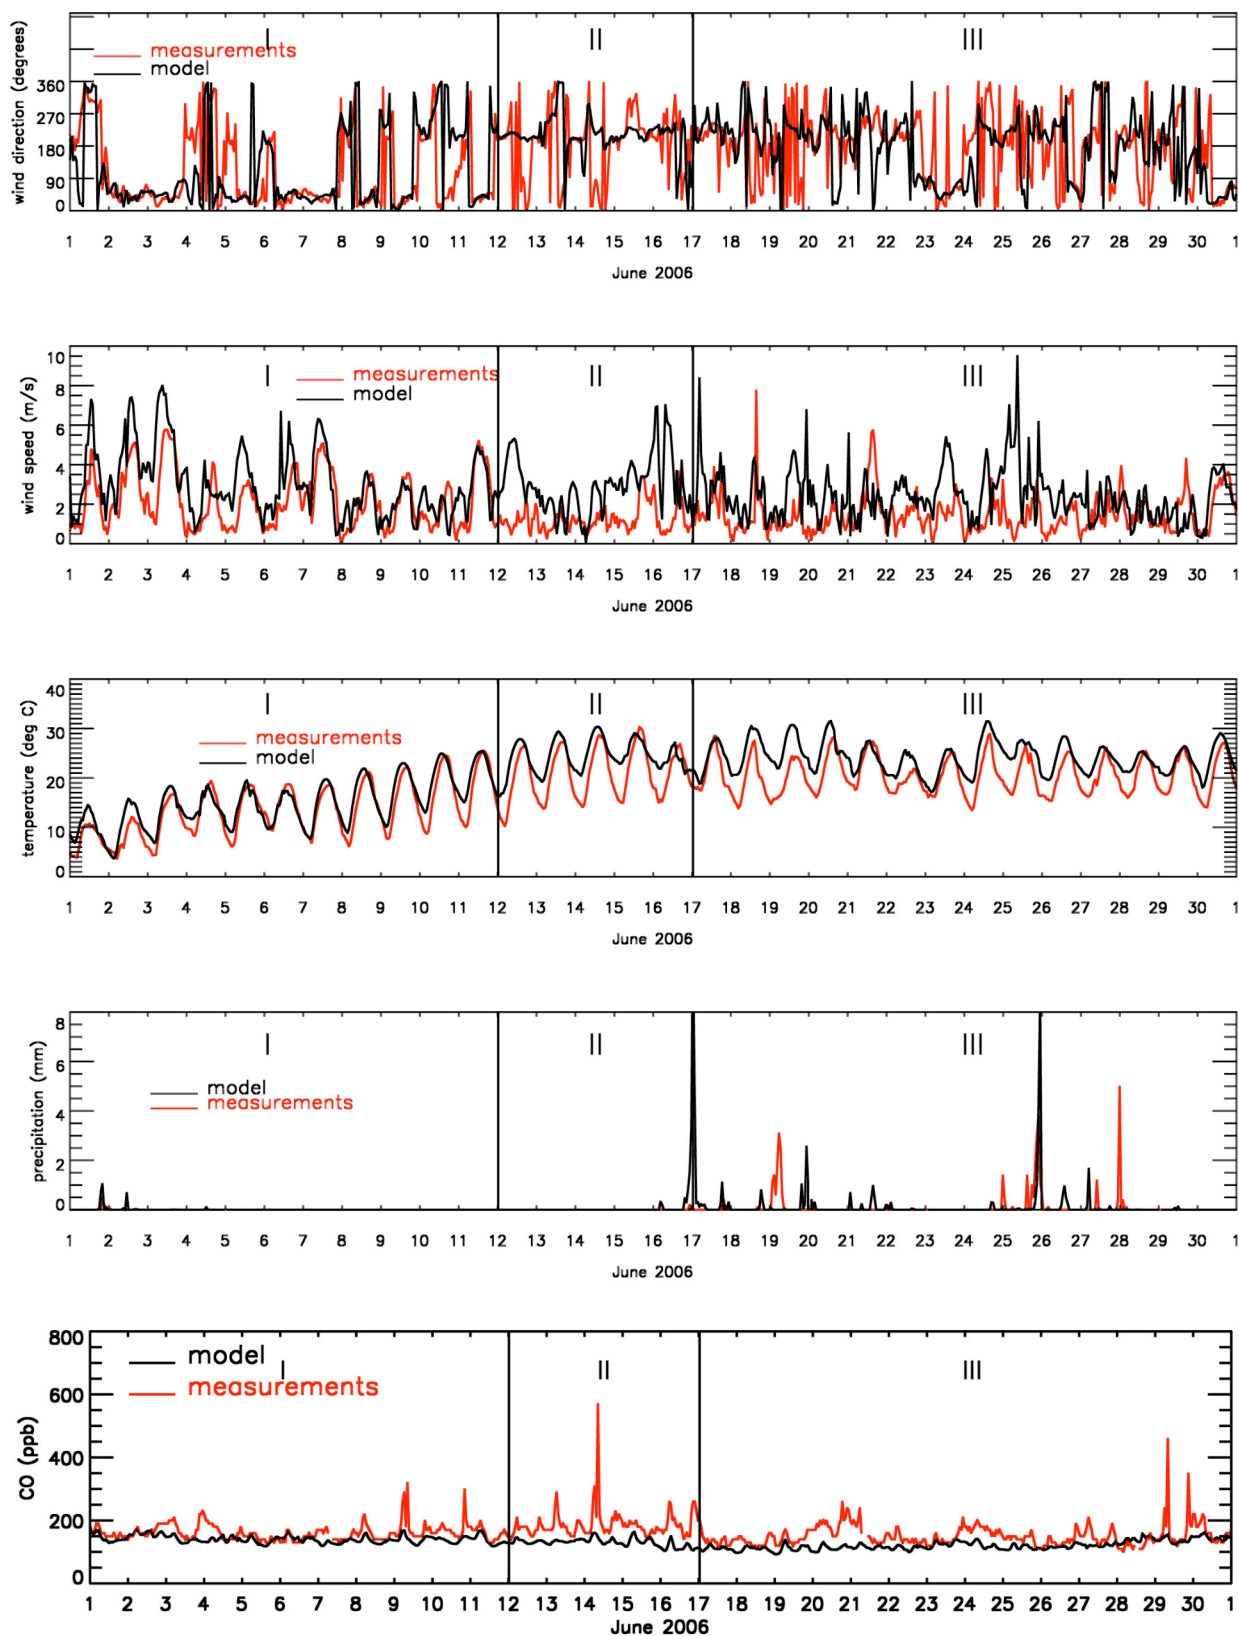 wind direction (degrees)
I II III
measurements
model
360
270
180
90
0
1 2 3 4 5 6 7 8 9 10 11 12 13 14 15 16 17 18 19 20 21 22 23 24 25 26 27 28 29 30 1
June 2006
wind speed (m/s)
I II III
measurements
model
10
8
6
4
2
0
1 2 3 4 5 6 7 8 9 10 11 12 13 14 15 16 17 18 19 20 21 22 23 24 25 26 27 28 29 30 1
June 2006
temperature (deg C)
I II III
measurements
model
40
30
20
10
0
1 2 3 4 5 6 7 8 9 10 11 12 13 14 15 16 17 18 19 20 21 22 23 24 25 26 27 28 29 30 1
June 2006
precipitation (mm)
I II III
model
measurements
8
6
4
2
0
1 2 3 4 5 6 7 8 9 10 11 12 13 14 15 16 17 18 19 20 21 22 23 24 25 26 27 28 29 30 1
June 2006
CO (ppb)
model
I II III
measurements
800
600
400
200
0
1 2 3 4 5 6 7 8 9 10 11 12 13 14 15 16 17 18 19 20 21 22 23 24 25 26 27 28 29 30 1
June 2006